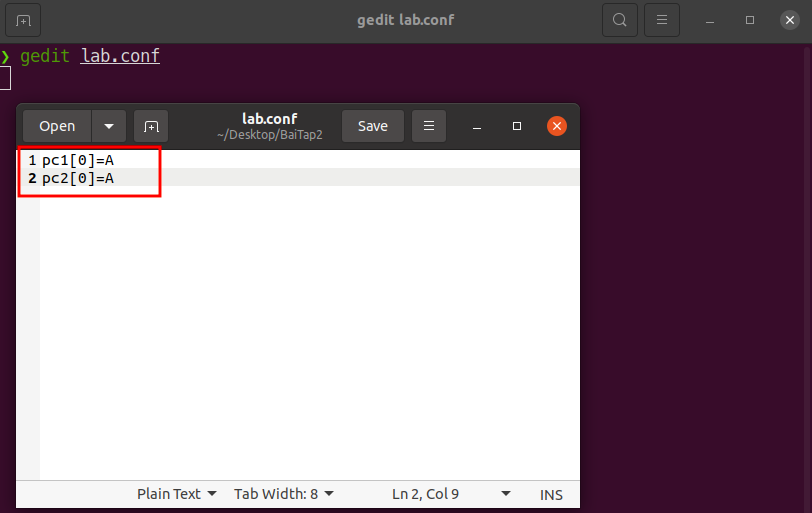 gedit lab.conf
❯ gedit lab.conf
Open
lab.conf
~/Desktop/BaiTap2
Save
1 pc1[0]=A
2 pc2[0]=A
Plain Text
Tab Width: 8
Ln 2, Col 9
INS